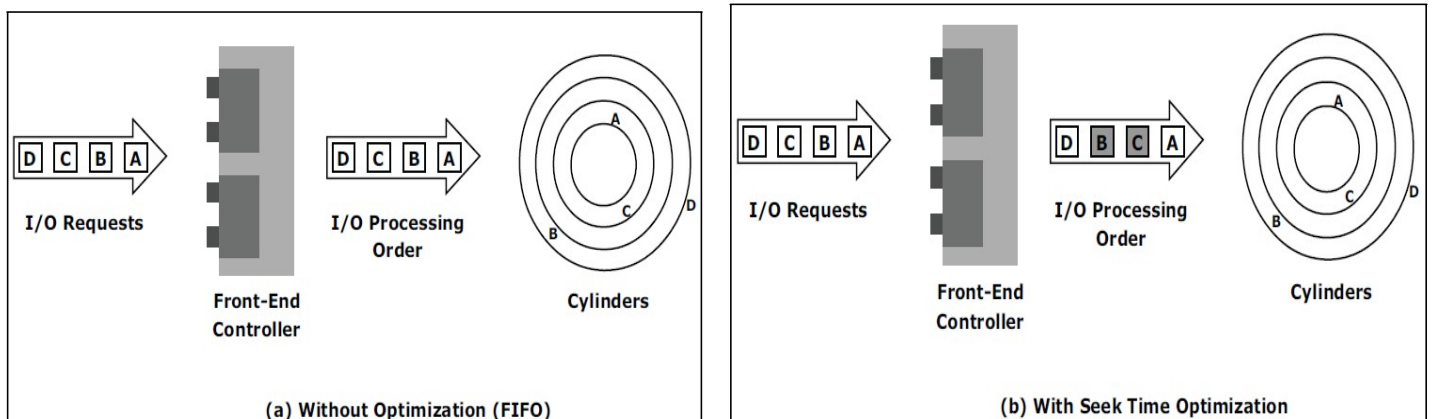 D C B A
I/O Requests
Front-End
Controller
D C B A
I/O Processing
Order
A
C
B
D
Cylinders
(a) Without Optimization (FIFO)
D C B A
I/O Requests
Front-End
Controller
D B C A
I/O Processing
Order
A
C
B
D
Cylinders
(b) With Seek Time Optimization